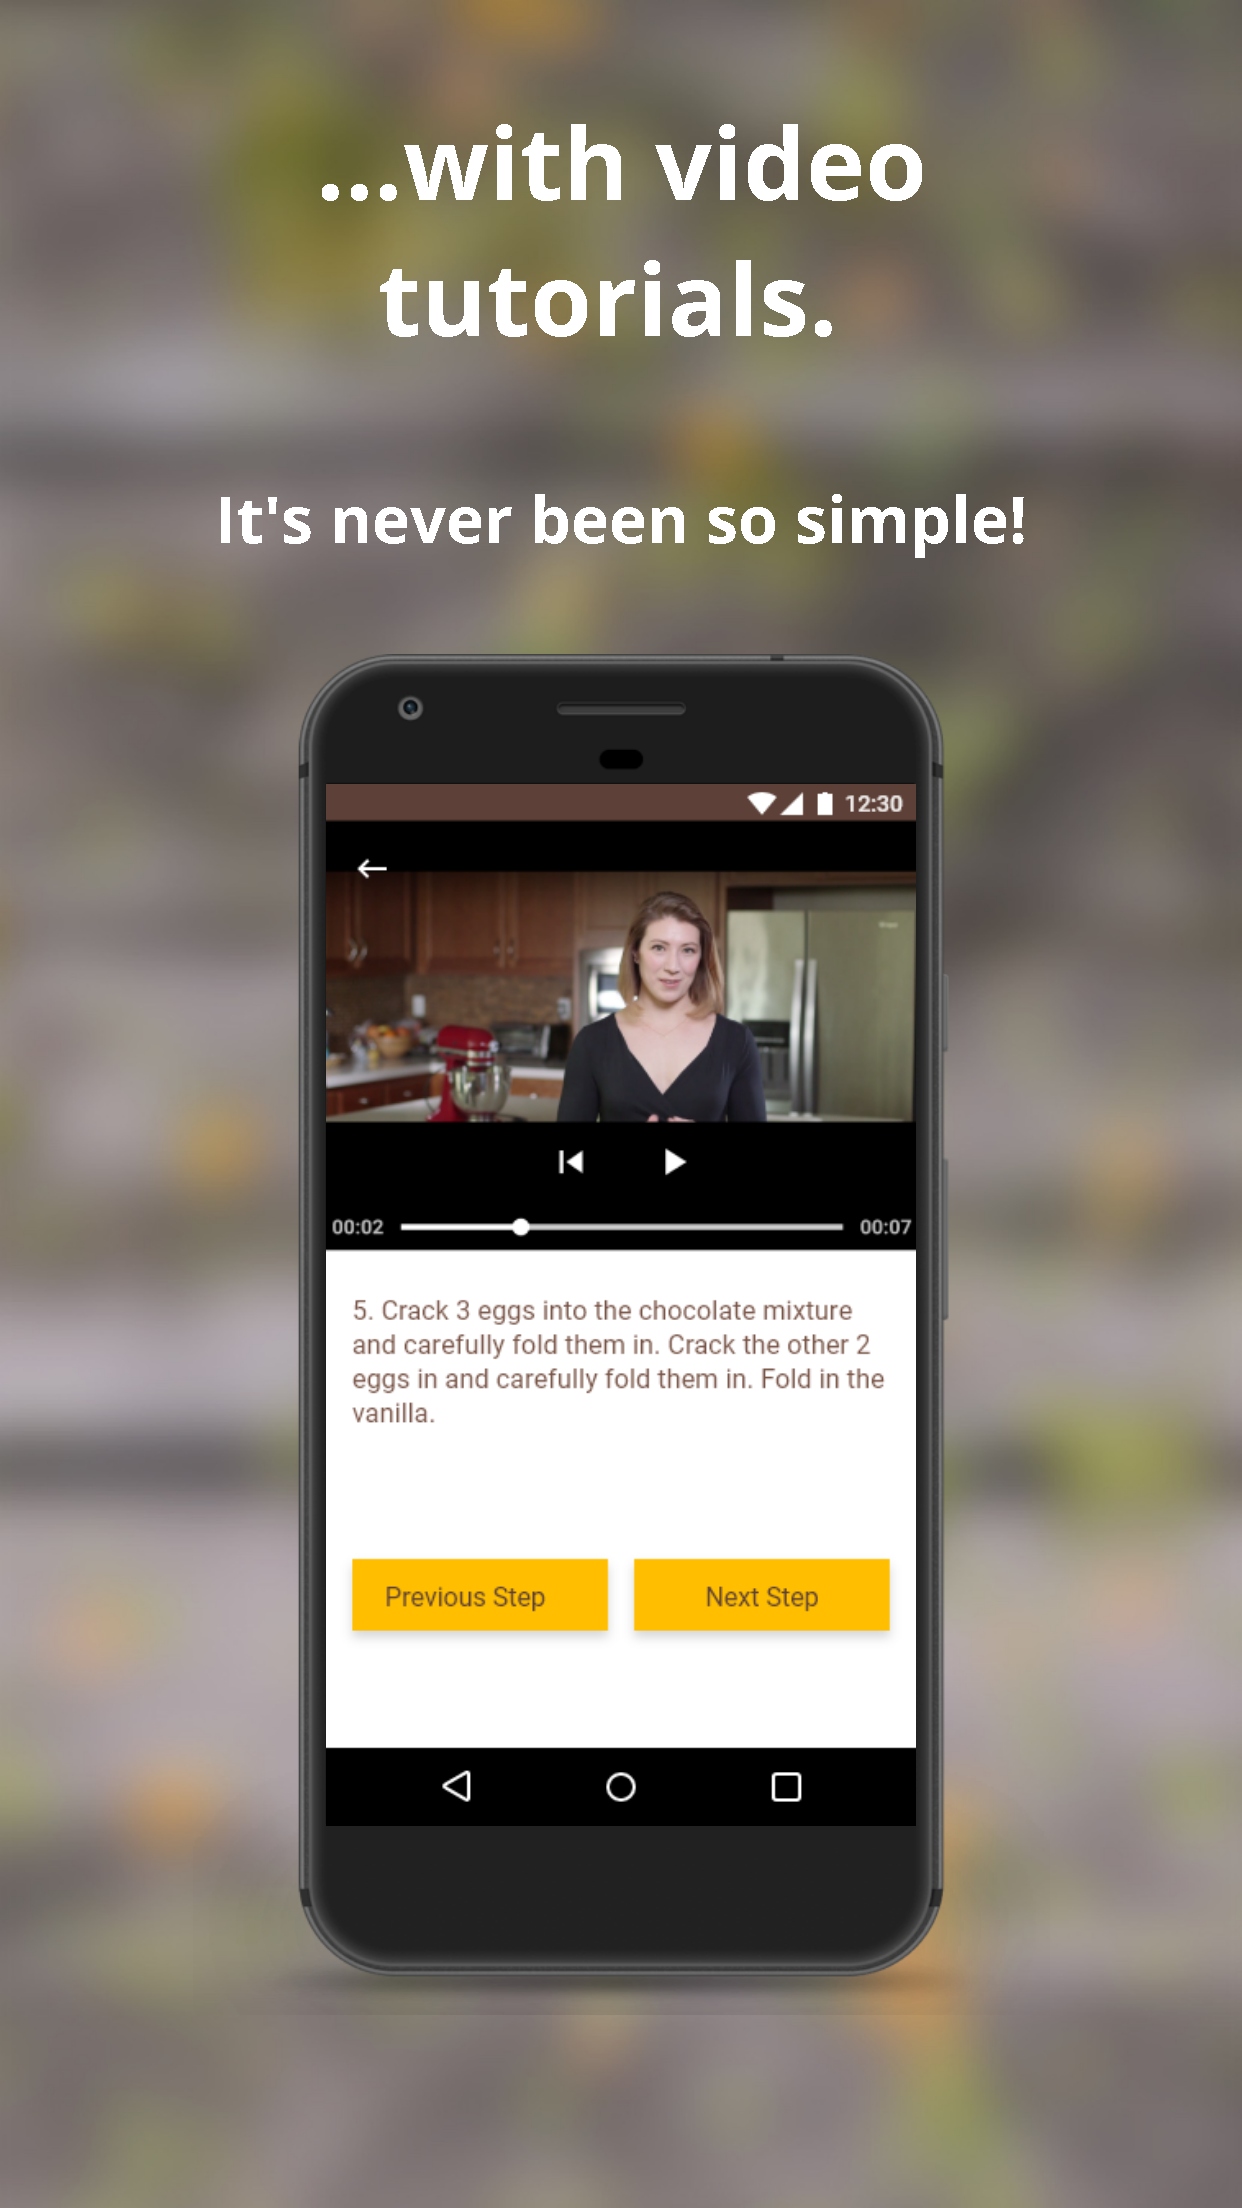 ...with video
tutorials.
It's never been so simple!
12:30
00:02
00:07
5. Crack 3 eggs into the chocolate mixture
and carefully fold them in. Crack the other 2
eggs in and carefully fold them in. Fold in the
vanilla.
Previous Step
Next Step